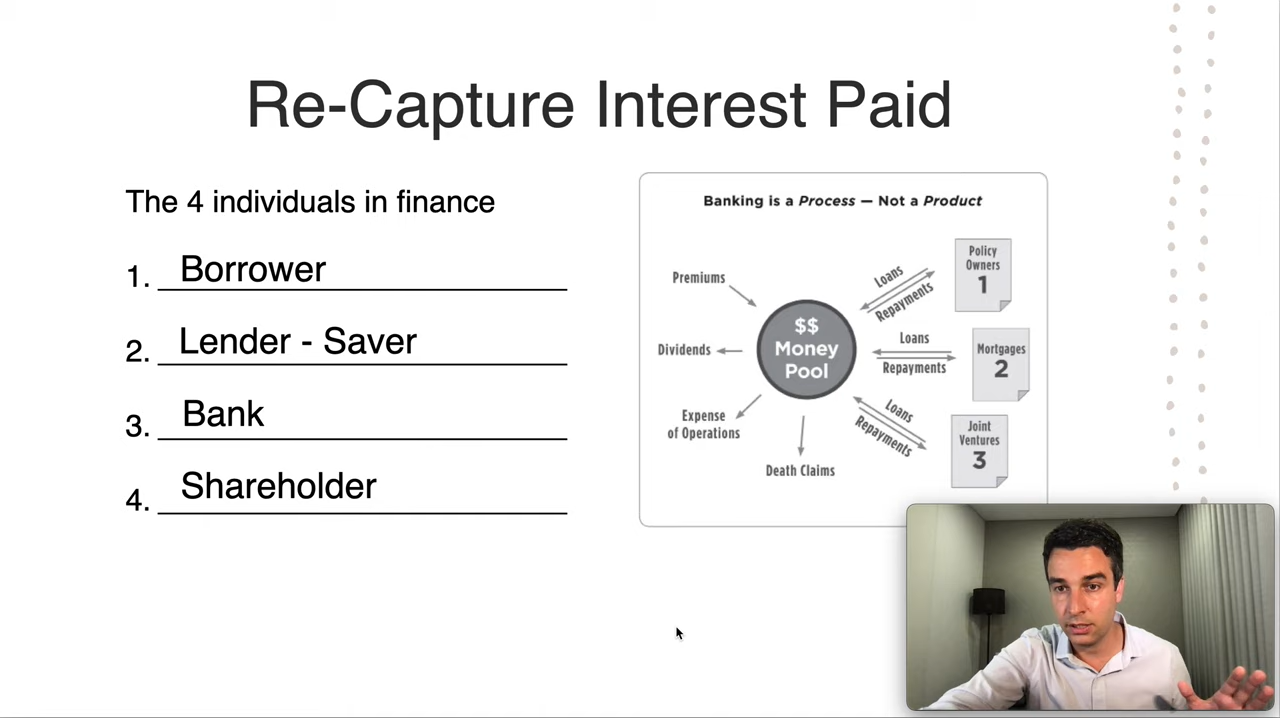 Re-Capture Interest Paid
The 4 individuals in finance
1. Borrower
2. Lender - Saver
3. Bank
4. Shareholder
Banking is a Process — Not a Product
Premiums
Dividends
Expense
of Operations
Death Claims
$$
Money
Pool
Loans
Repayments
Policy
Owners
1
Loans
Repayments
Mortgages
2
Loans
Repayments
Joint
Ventures
3